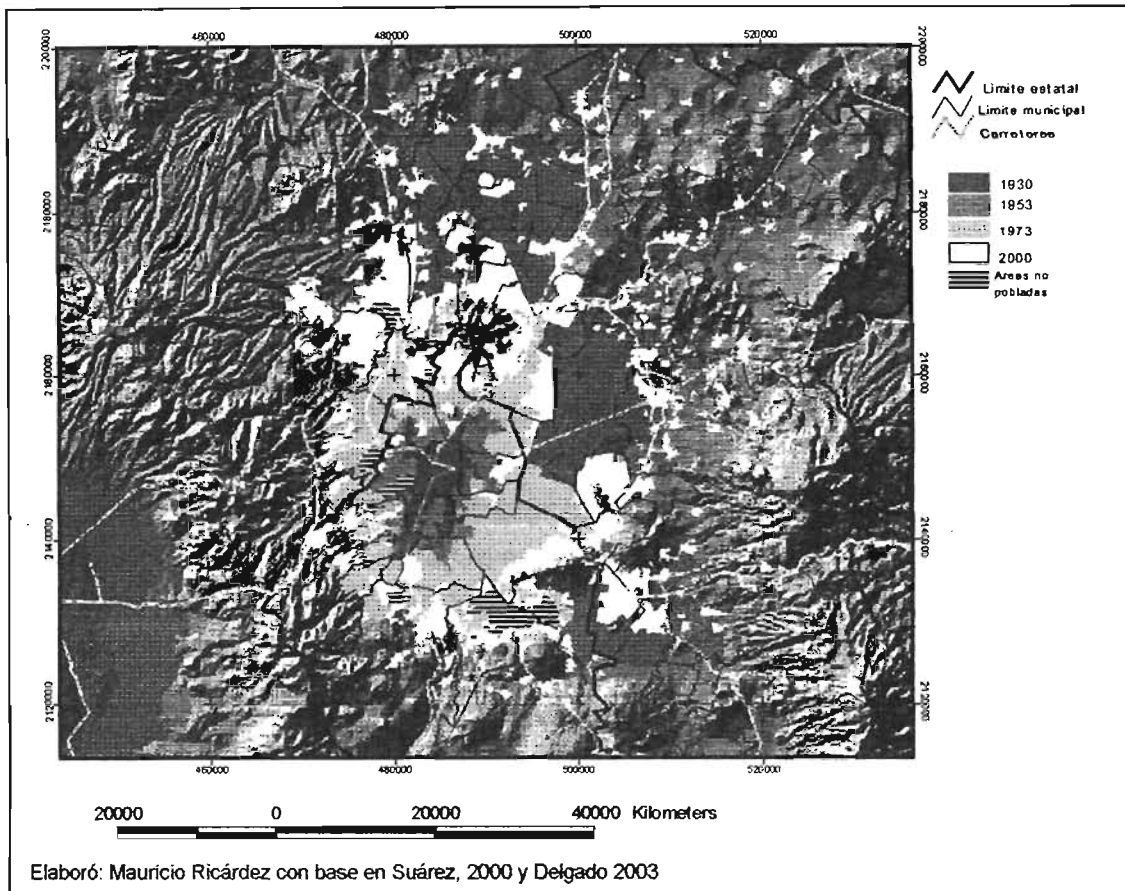 460000 480000 500000 520000
2200000 2200000
Limite estatal
Limite municipal
Carreteras
1930
1953
1973
2000
Areas no
pobladas
2180000 2180000
2160000 2160000
2140000 2140000
2120000 2120000
460000 480000 500000 520000
20000 0 20000 40000 Kilometers
Elaboró: Mauricio Ricárdez con base en Suárez, 2000 y Delgado 2003